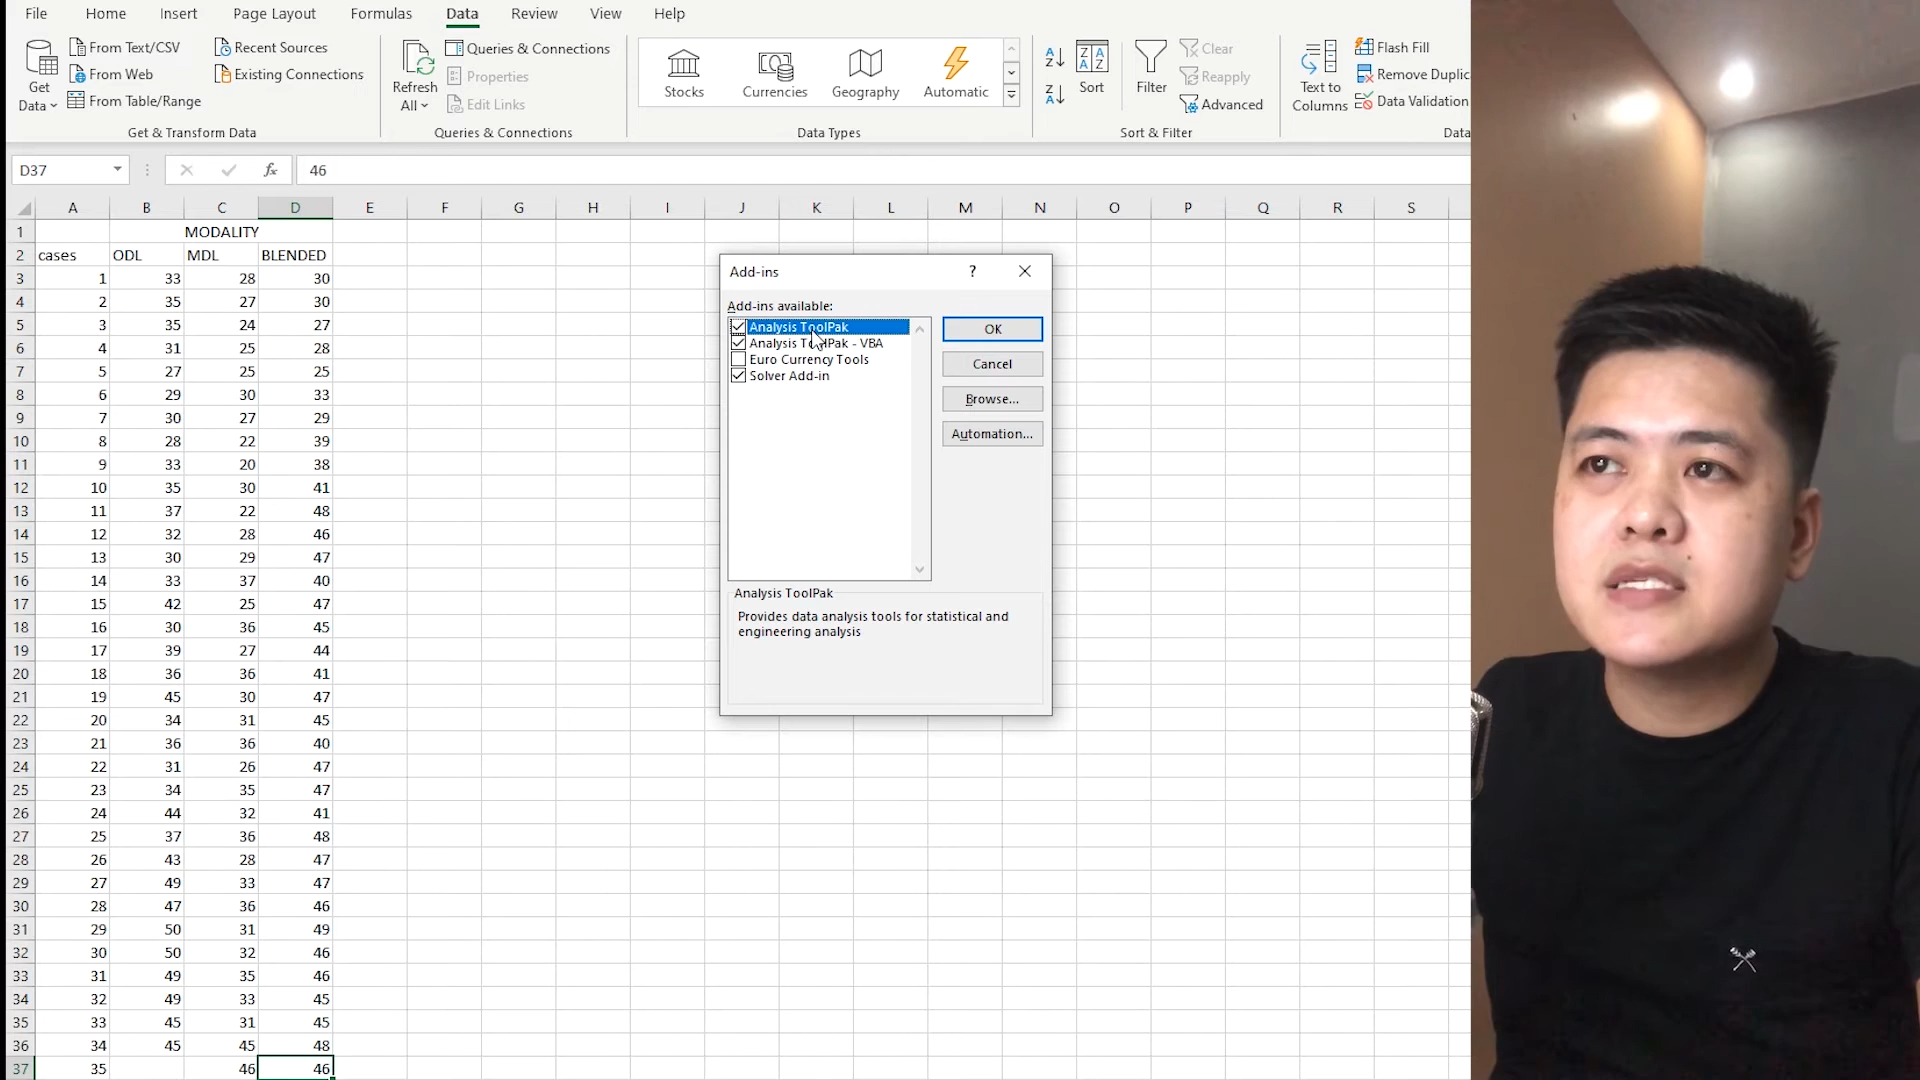 File Home Insert Page Layout Formulas Data Review View Help
Get Data
From Text/CSV
From Web
From Table/Range
Recent Sources
Existing Connections
Get & Transform Data
Refresh All
Queries & Connections
Properties
Edit Links
Queries & Connections
Stocks Currencies Geography Automatic
Data Types
Sort
Filter
Clear
Reapply
Advanced
Sort & Filter
Text to Columns
Flash Fill
Remove Duplic
Data Validation
Data
D37 fx 46
A B C D E F G H I J K L M N O P Q R S
1 MODALITY
2 cases ODL MDL BLENDED
3 1 33 28 30
4 2 35 27 30
5 3 35 24 27
6 4 31 25 28
7 5 27 25 25
8 6 29 30 33
9 7 30 27 29
10 8 28 22 39
11 9 33 20 38
12 10 35 30 41
13 11 37 22 48
14 12 32 28 46
15 13 30 29 47
16 14 33 37 40
17 15 42 25 47
18 16 30 36 45
19 17 39 27 44
20 18 36 36 41
21 19 45 30 47
22 20 34 31 45
23 21 36 36 40
24 22 31 26 47
25 23 34 35 47
26 24 44 32 41
27 25 37 36 48
28 26 43 28 47
29 27 49 33 47
30 28 47 36 46
31 29 50 31 49
32 30 50 32 46
33 31 49 35 46
34 32 49 33 45
35 33 45 31 45
36 34 45 45 48
37 35 46 46
Add-ins ?
Add-ins available:
Analysis ToolPak
Analysis ToolPak - VBA
Euro Currency Tools
Solver Add-in
OK
Cancel
Browse...
Automation...
Analysis ToolPak
Provides data analysis tools for statistical and
engineering analysis